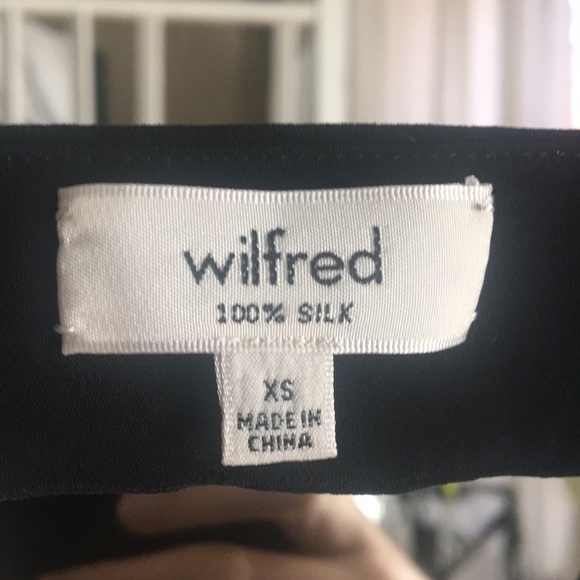 wilfred
100% SILK
XS
MADE IN
CHINA